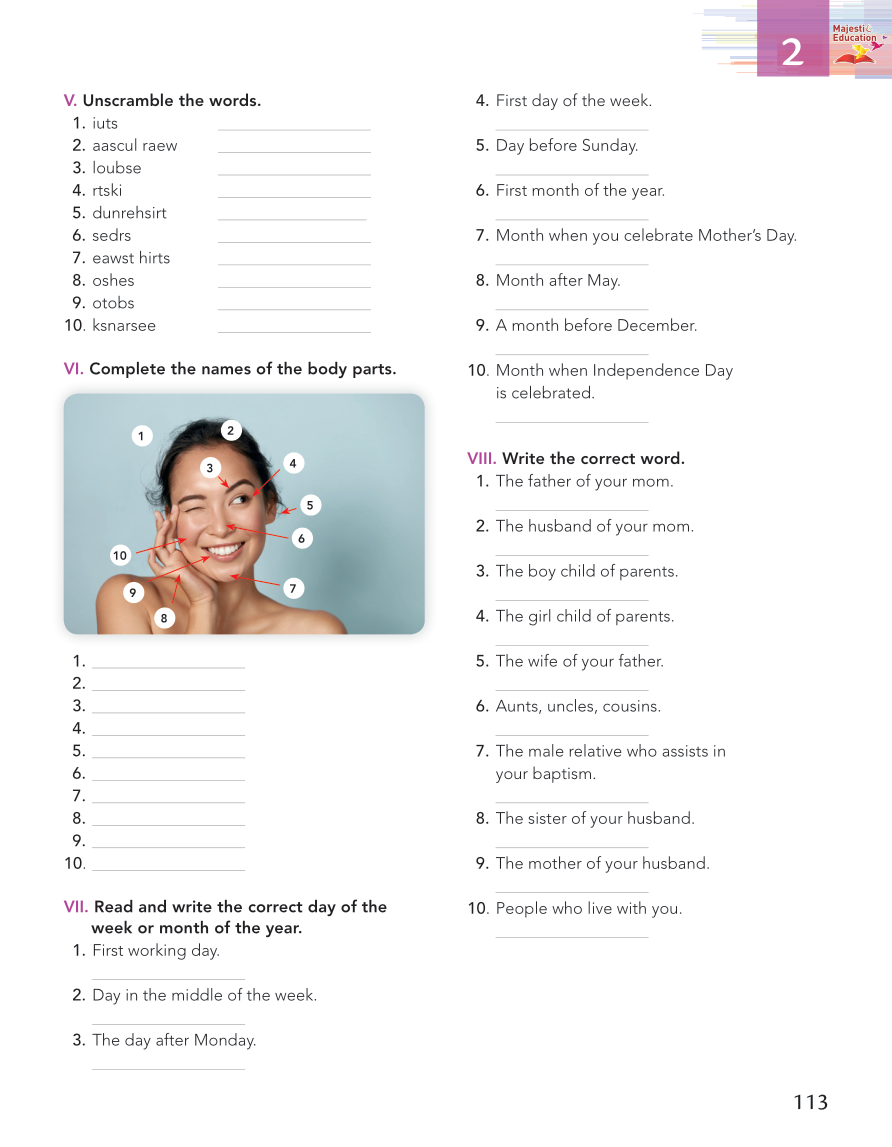 2
Majestic
Education
V. Unscramble the words.
1. iuts
2. aascul raew
3. loubse
4. rtski
5. dunrehsirt
6. sedrs
7. eawst hirts
8. oshes
9. otobs
10. ksnarsee
VI. Complete the names of the body parts.
1
2
3
4
5
6
10
9
7
8
1.
2.
3.
4.
5.
6.
7.
8.
9.
10.
VII. Read and write the correct day of the
week or month of the year.
1. First working day.
2. Day in the middle of the week.
3. The day after Monday.
4. First day of the week.
5. Day before Sunday.
6. First month of the year.
7. Month when you celebrate Mother’s Day.
8. Month after May.
9. A month before December.
10. Month when Independence Day
is celebrated.
VIII. Write the correct word.
1. The father of your mom.
2. The husband of your mom.
3. The boy child of parents.
4. The girl child of parents.
5. The wife of your father.
6. Aunts, uncles, cousins.
7. The male relative who assists in
your baptism.
8. The sister of your husband.
9. The mother of your husband.
10. People who live with you.
113